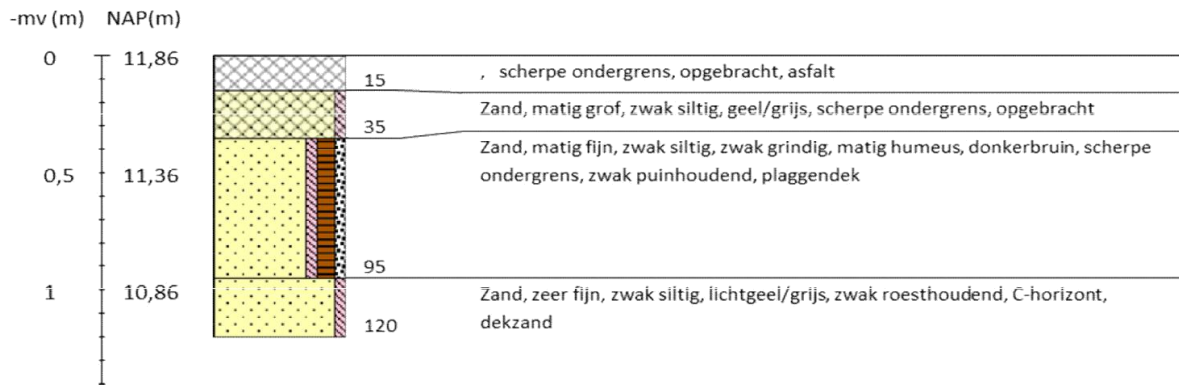 -mv (m) NAP(m)
0 11,86
15 , scherpe ondergrens, opgebracht, asfalt
Zand, matig grof, zwak siltig, geel/grijs, scherpe ondergrens, opgebracht
35
Zand, matig fijn, zwak siltig, zwak grindig, matig humeus, donkerbruin, scherpe
0,5 11,36 ondergrens, zwak puinhoudend, plaggendek
95
1 10,86 Zand, zeer fijn, zwak siltig, lichtgeel/grijs, zwak roesthoudend, C-horizont,
120 dekzand